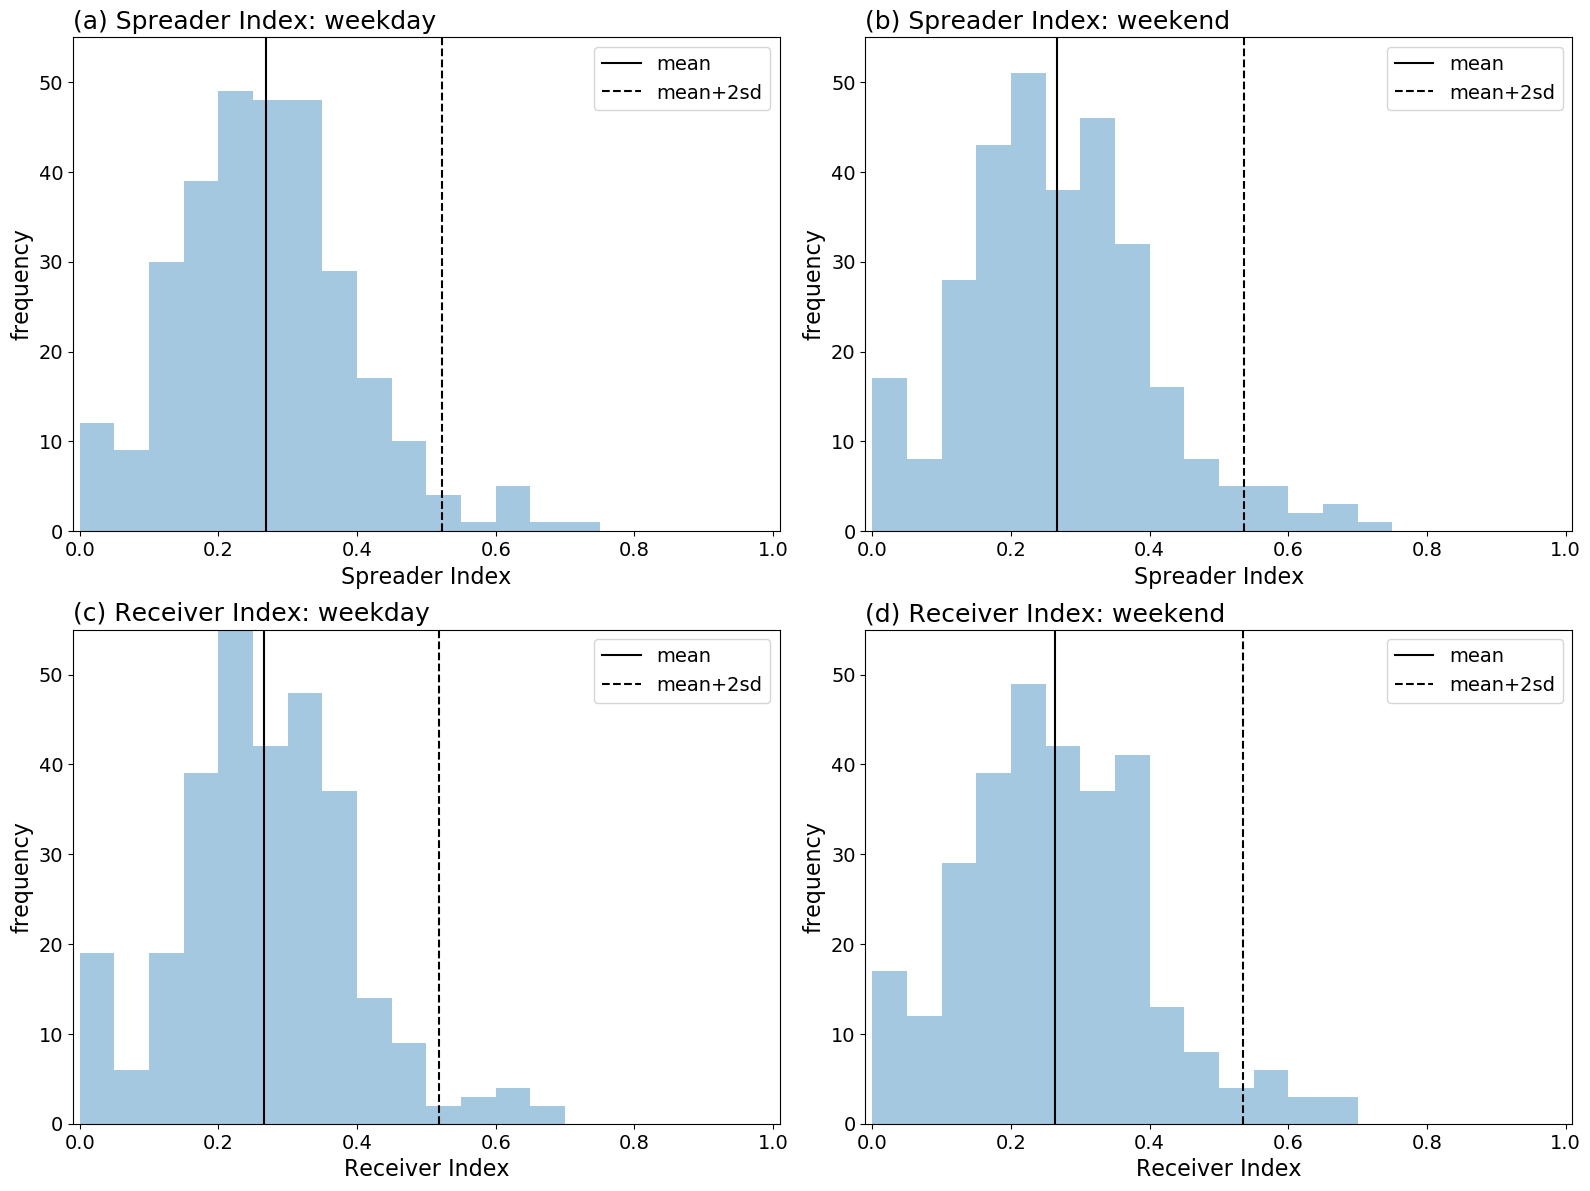 (a) Spreader Index: weekday
50
40
30
20
10
0
frequency
0.0 0.2 0.4 0.6 0.8 1.0
Spreader Index
mean
mean+2sd
(b) Spreader Index: weekend
50
40
30
20
10
0
frequency
0.0 0.2 0.4 0.6 0.8 1.0
Spreader Index
mean
mean+2sd
(c) Receiver Index: weekday
50
40
30
20
10
0
frequency
0.0 0.2 0.4 0.6 0.8 1.0
Receiver Index
mean
mean+2sd
(d) Receiver Index: weekend
50
40
30
20
10
0
frequency
0.0 0.2 0.4 0.6 0.8 1.0
Receiver Index
mean
mean+2sd